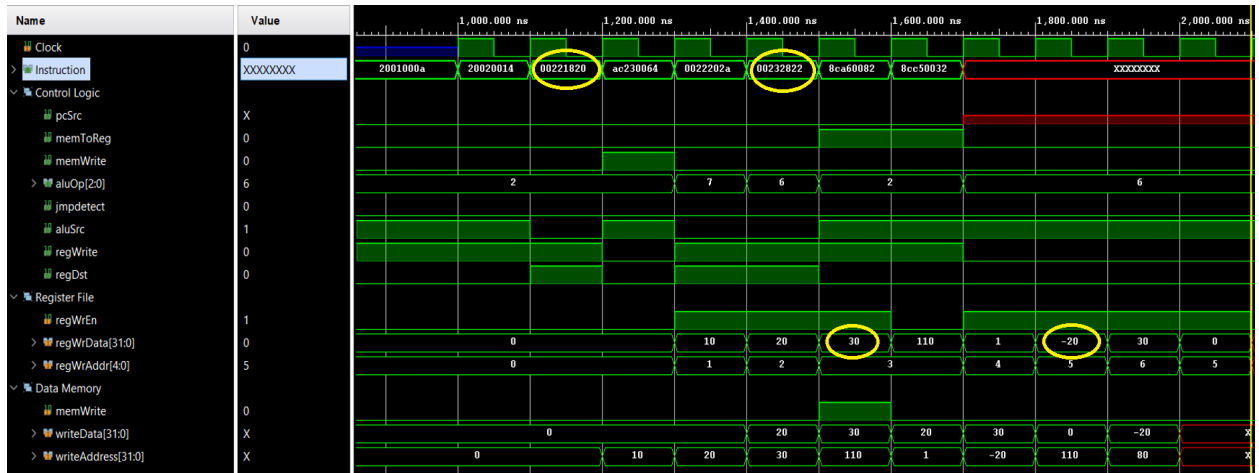 Name Value 1,000.000 ns 1,200.000 ns 1,400.000 ns 1,600.000 ns 1,800.000 ns 2,000.000 ns
Clock 0
Instruction XXXXXXXX 2001000a 20020014 00221820 ac230064 0022202a 00232822 8ca60082 8cc50032 XXXXXXXX
Control Logic
pcSrc X
memToReg 0
memWrite 0
aluOp[2:0] 6 2 7 6 2 6
jmpdetect 0
aluSrc 1
regWrite 0
regDst 0
Register File
regWrEn 1
regWrData[31:0] 0 0 10 20 30 110 1 -20 30 0
regWrAddr[4:0] 5 0 1 2 3 4 5 6 5
Data Memory
memWrite 0
writeData[31:0] X 0 20 30 20 30 0 -20 X
writeAddress[31:0] X 0 10 20 30 110 1 -20 110 80 X